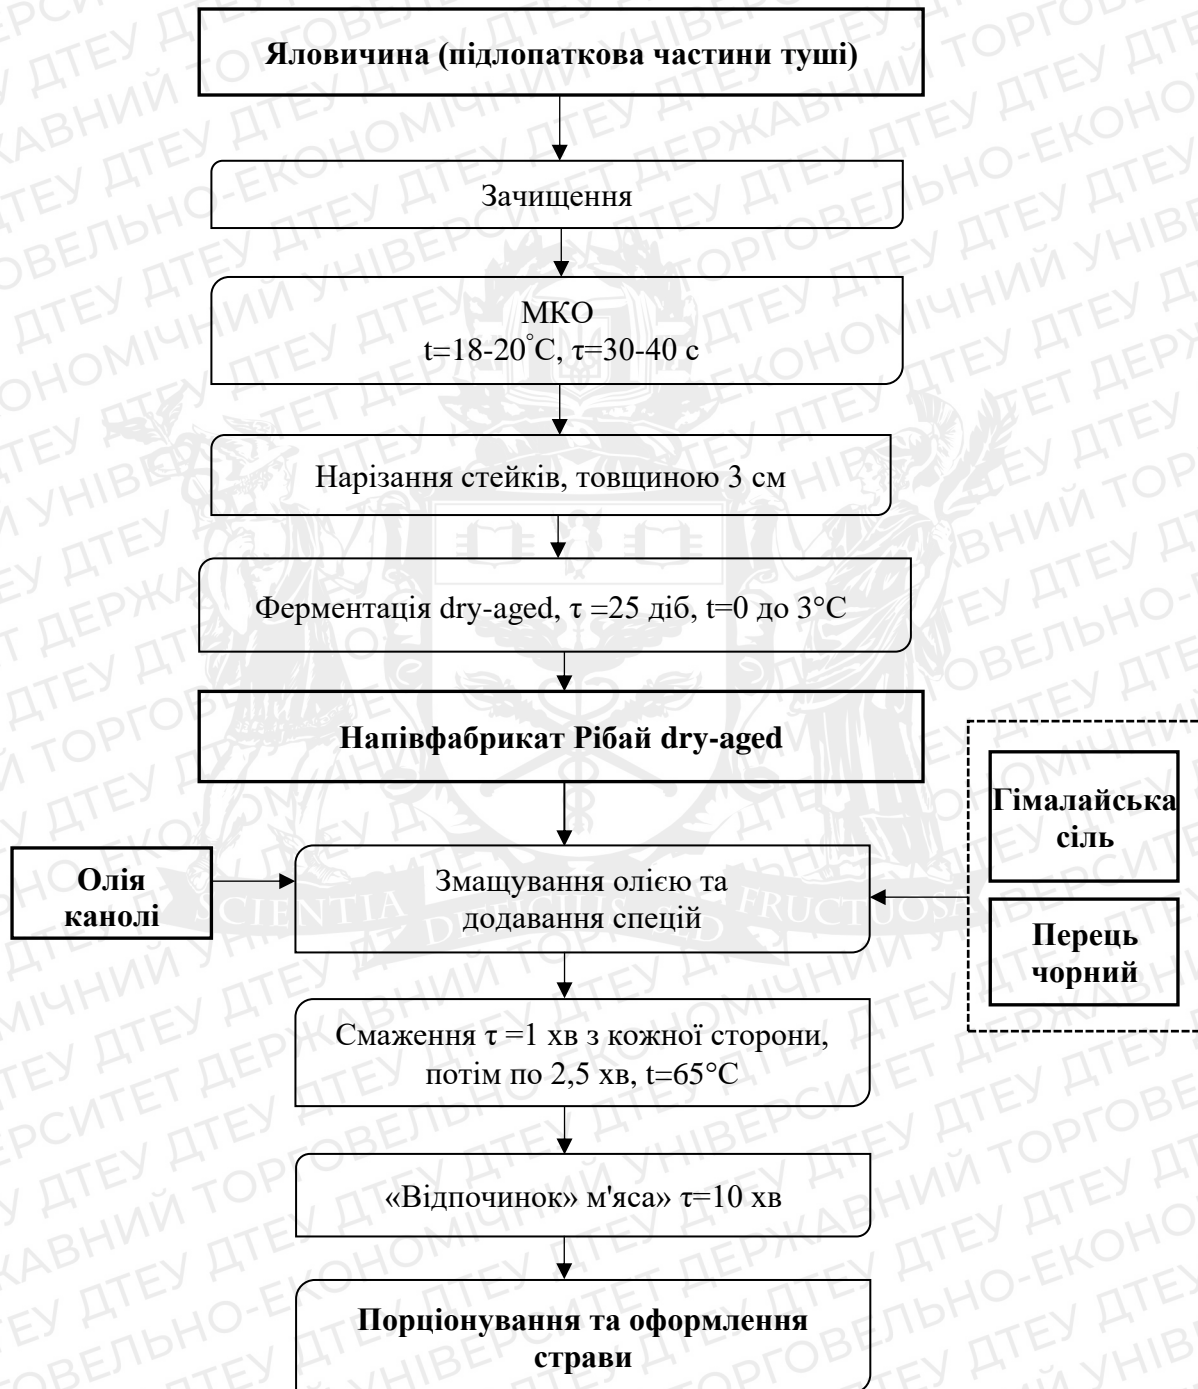 Яловичина (підлопаткова частини туші)
Зачищення
МКО
t=18-20°C, τ=30-40 с
Нарізання стейків, товщиною 3 см
Ферментація dry-aged, τ =25 діб, t=0 до 3°C
Напівфабрикат Рібай dry-aged
Гімалайська
сіль
Перець
чорний
Олія
канолі
Змащування олією та
додавання спецій
Смаження τ =1 хв з кожної сторони,
потім по 2,5 хв, t=65°C
«Відпочинок» м'яса» τ=10 хв
Порціонування та оформлення
страви